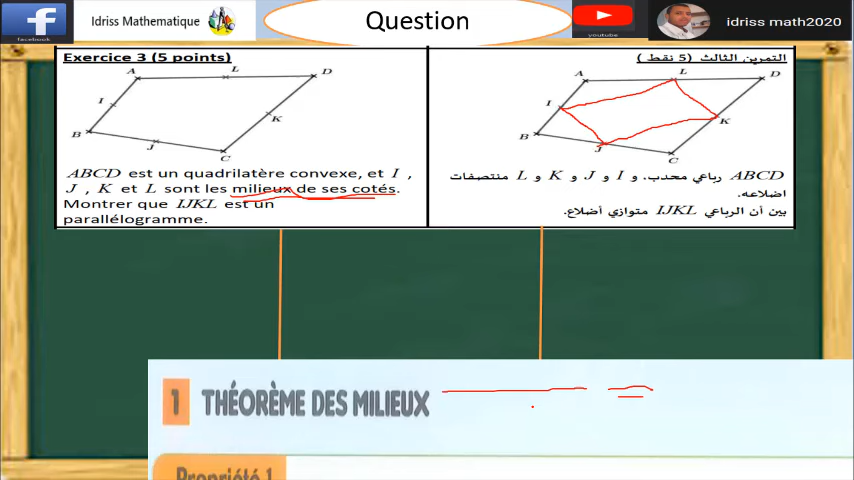 facebook
Idriss Mathematique
Question
youtube
idriss math2020
Exercice 3 (5 points)
A
L
D
I
K
B
J
C
ABCD est un quadrilatère convexe, et I ,
J , K et L sont les milieux de ses cotés.
Montrer que IJKL est un
parallélogramme.
التمرين الثالث (5 نقط )
A
L
D
I
K
B
J
C
ABCD رباعي محدب. و I و J و K و L منتصفات
اضلاعه.
بين أن الرباعي IJKL متوازي أضلاع.
1 THÉORÈME DES MILIEUX
Propriété 1